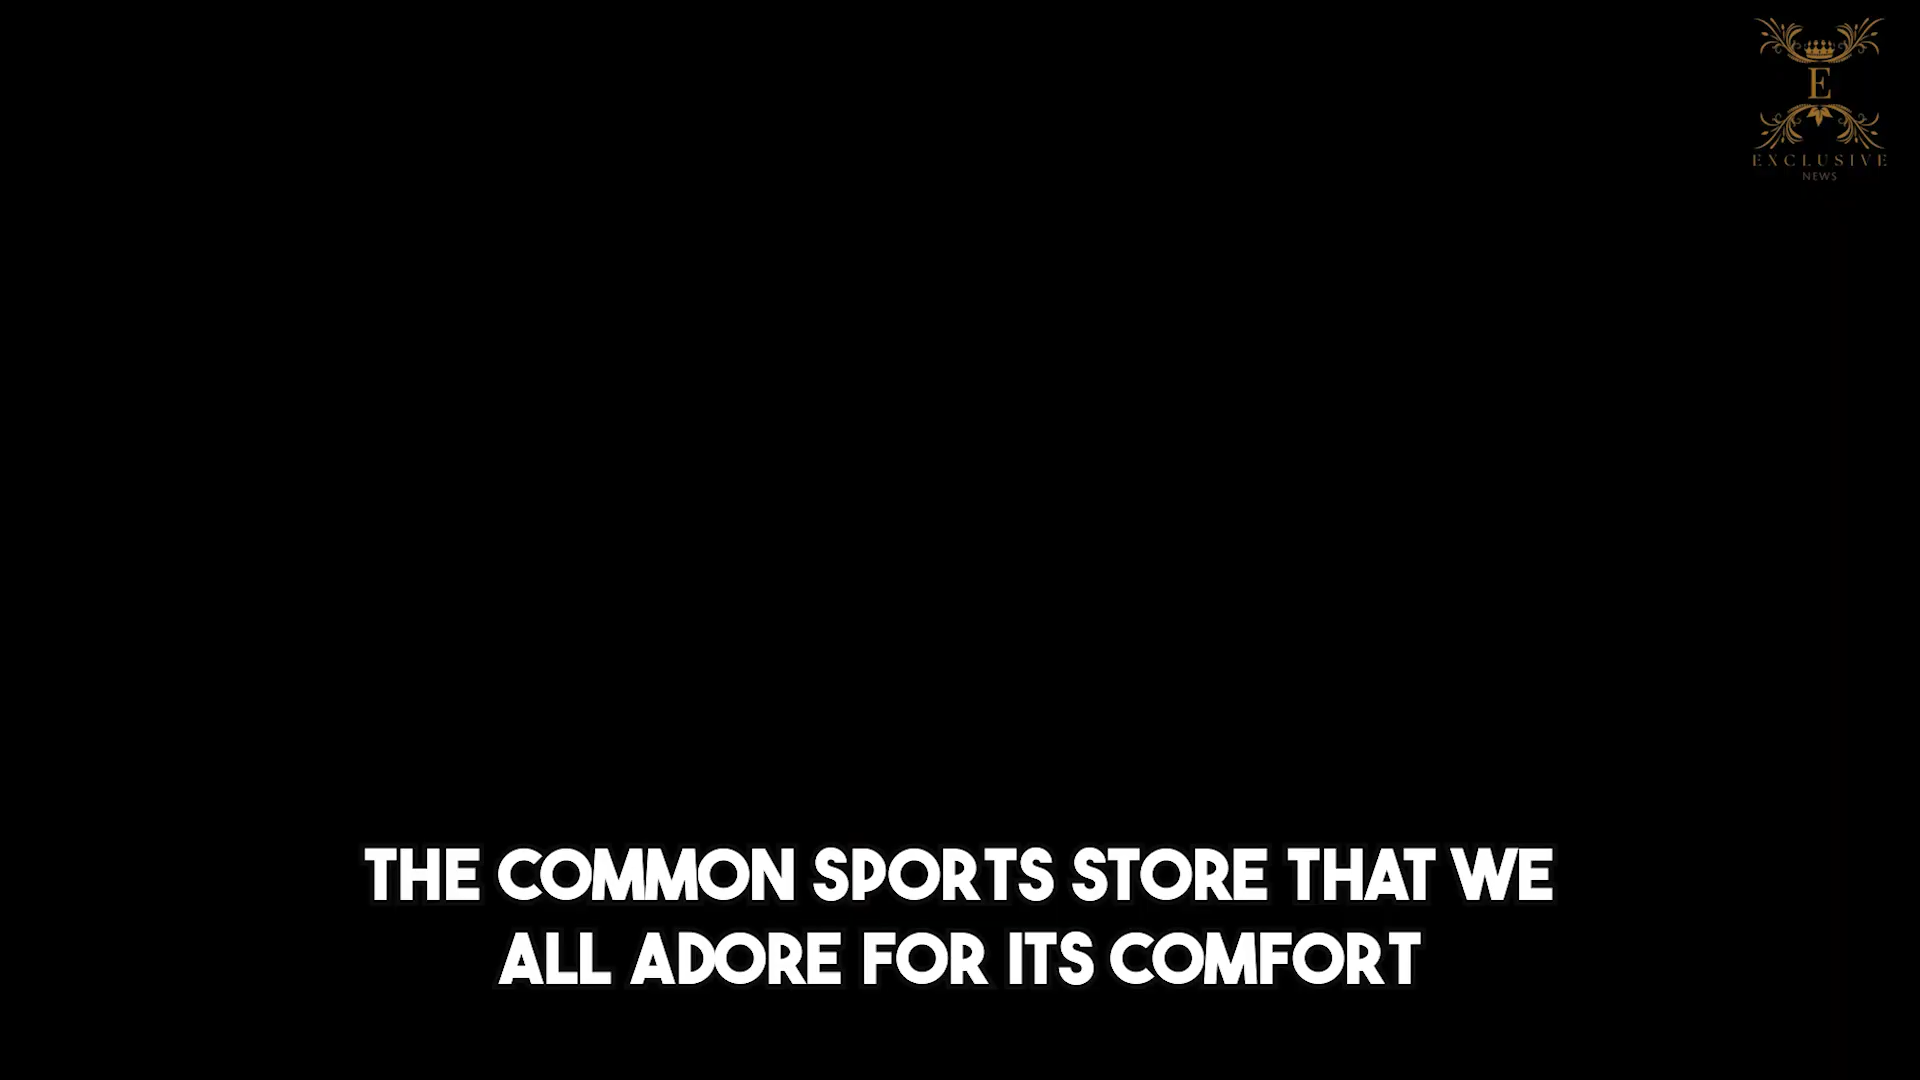 E
EXCLUSIVE
NEWS
THE COMMON SPORTS STORE THAT WE
ALL ADORE FOR ITS COMFORT